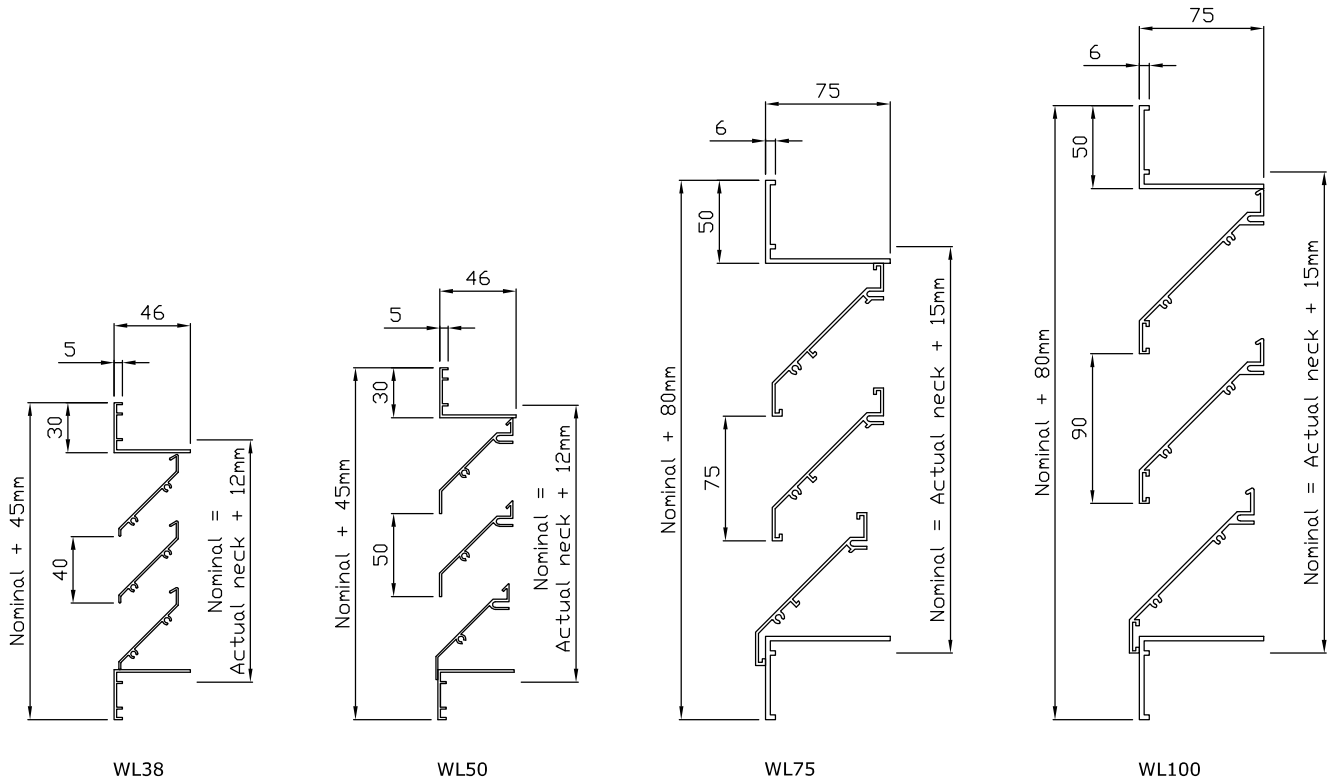 46
5
30
Nominal + 45mm
40
Nominal =
Actual neck + 12mm
WL38
46
5
30
Nominal + 45mm
50
Nominal =
Actual neck + 12mm
WL50
75
6
50
Nominal + 80mm
75
Nominal = Actual neck + 15mm
WL75
75
6
50
Nominal + 80mm
90
Nominal = Actual neck + 15mm
WL100